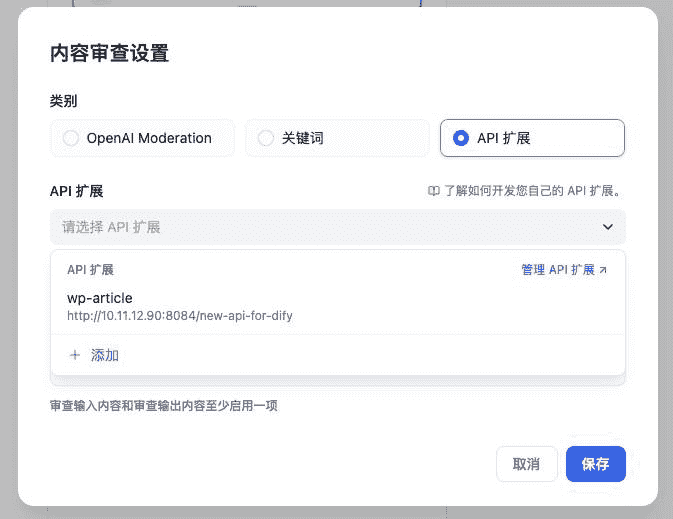 内容审查设置
类别
OpenAI Moderation
关键词
API 扩展
API 扩展
了解如何开发您自己的 API 扩展。
请选择 API 扩展
API 扩展
管理 API 扩展
wp-article
http://10.11.12.90:8084/new-api-for-dify
添加
审查输入内容和审查输出内容至少启用一项
取消
保存